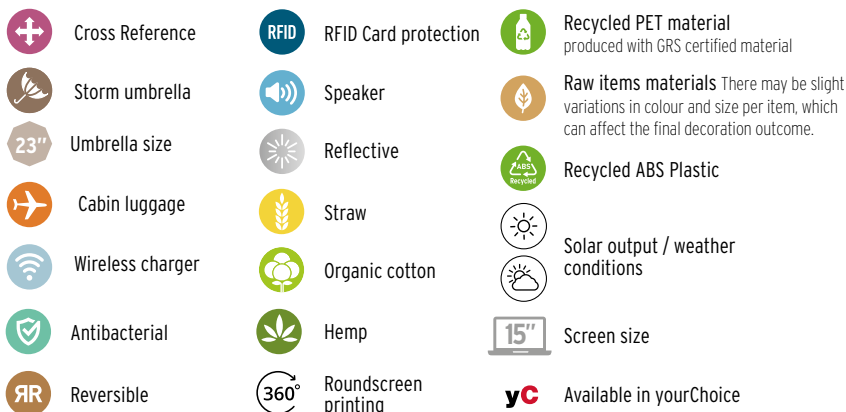 Cross Reference
Storm umbrella
23"
Umbrella size
Cabin luggage
Wireless charger
Antibacterial
RR
Reversible
RFID
RFID Card protection
Speaker
Reflective
Straw
Organic cotton
Hemp
360°
Roundscreen
printing
Recycled PET material
produced with GRS certified material
Raw items materials There may be slight
variations in colour and size per item, which
can affect the final decoration outcome.
ABS
Recycled
Recycled ABS Plastic
Solar output / weather
conditions
15"
Screen size
yC
Available in yourChoice